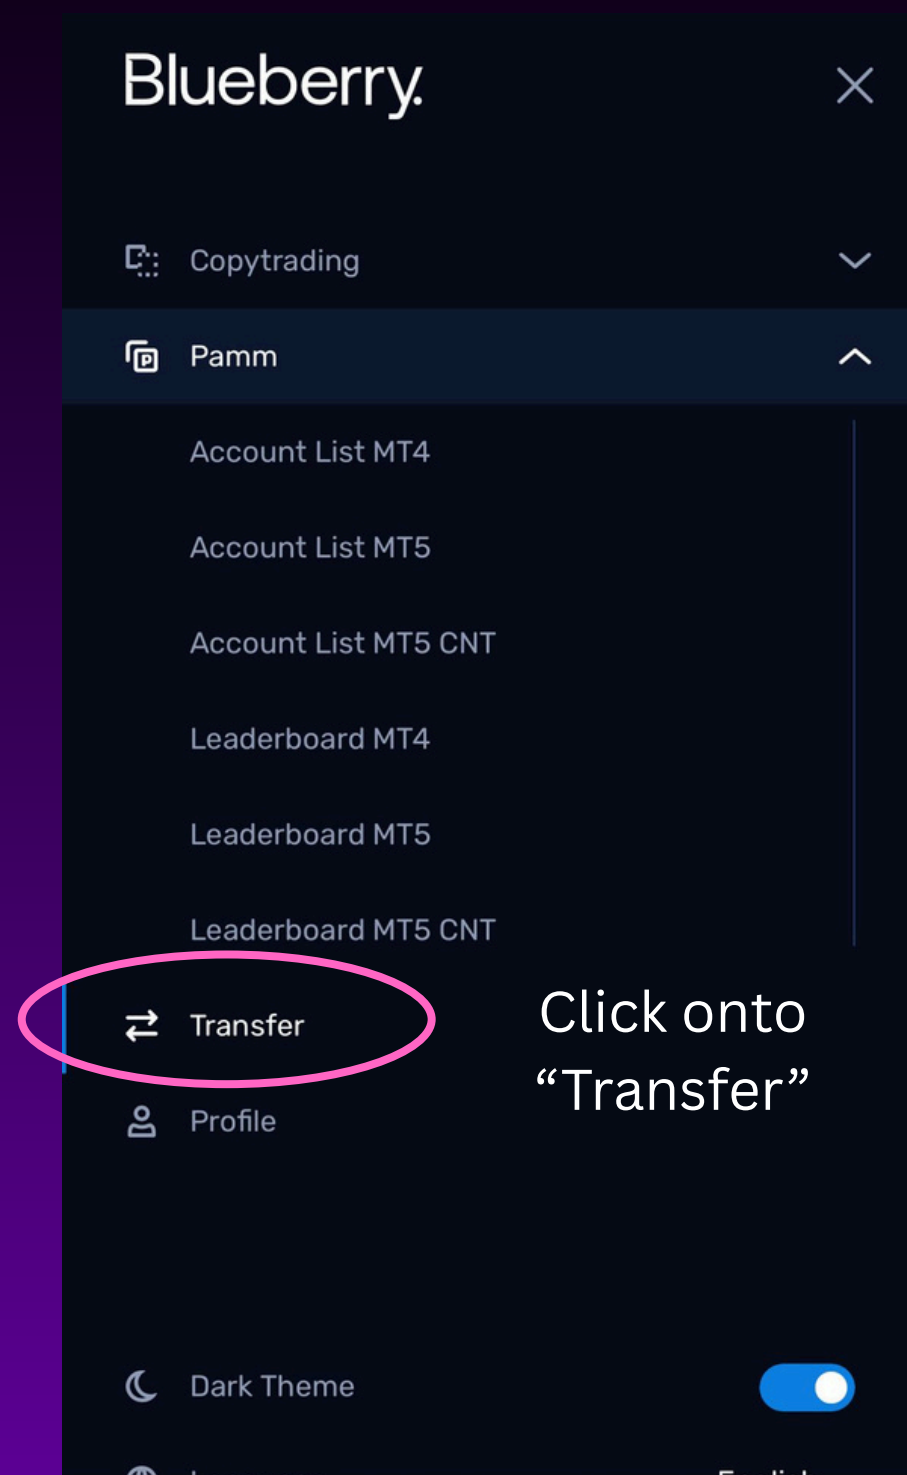 Blueberry.
Copytrading
Pamm
Account List MT4
Account List MT5
Account List MT5 CNT
Leaderboard MT4
Leaderboard MT5
Leaderboard MT5 CNT
Transfer
Click onto
“Transfer”
Profile
Dark Theme